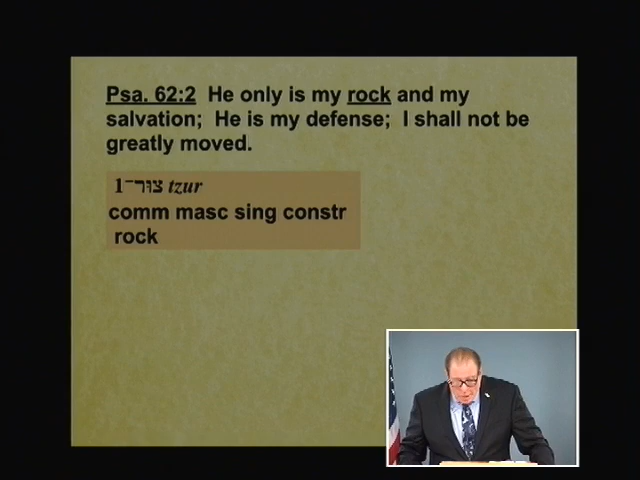 Psa. 62:2 He only is my rock and my
salvation; He is my defense; I shall not be
greatly moved.
צוּר־1 tzur
comm masc sing constr
rock